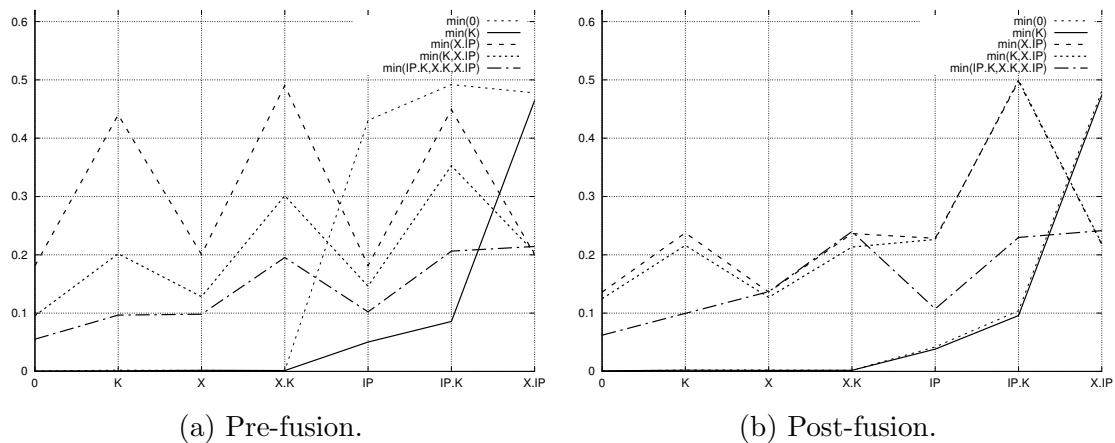 0.6
0.5
0.4
0.3
0.2
0.1
0
0 K X X.K IP IP.K X.IP
min(0)
min(K)
min(X.IP)
min(K,X.IP)
min(IP.K,X.K,X.IP)
(a) Pre-fusion.
0.6
0.5
0.4
0.3
0.2
0.1
0
0 K X X.K IP IP.K X.IP
min(0)
min(K)
min(X.IP)
min(K,X.IP)
min(IP.K,X.K,X.IP)
(b) Post-fusion.